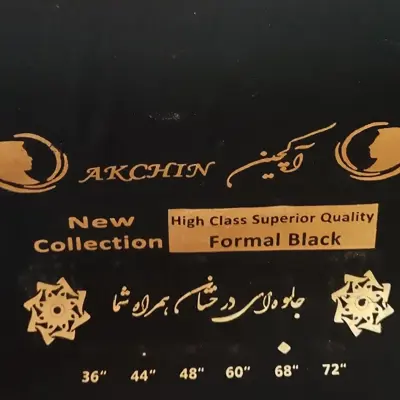 AKCHIN آکچین
New Collection
High Class Superior Quality
Formal Black
جلوه‌ای درخشان همراه شما
36" 44" 48" 60" 68" 72"